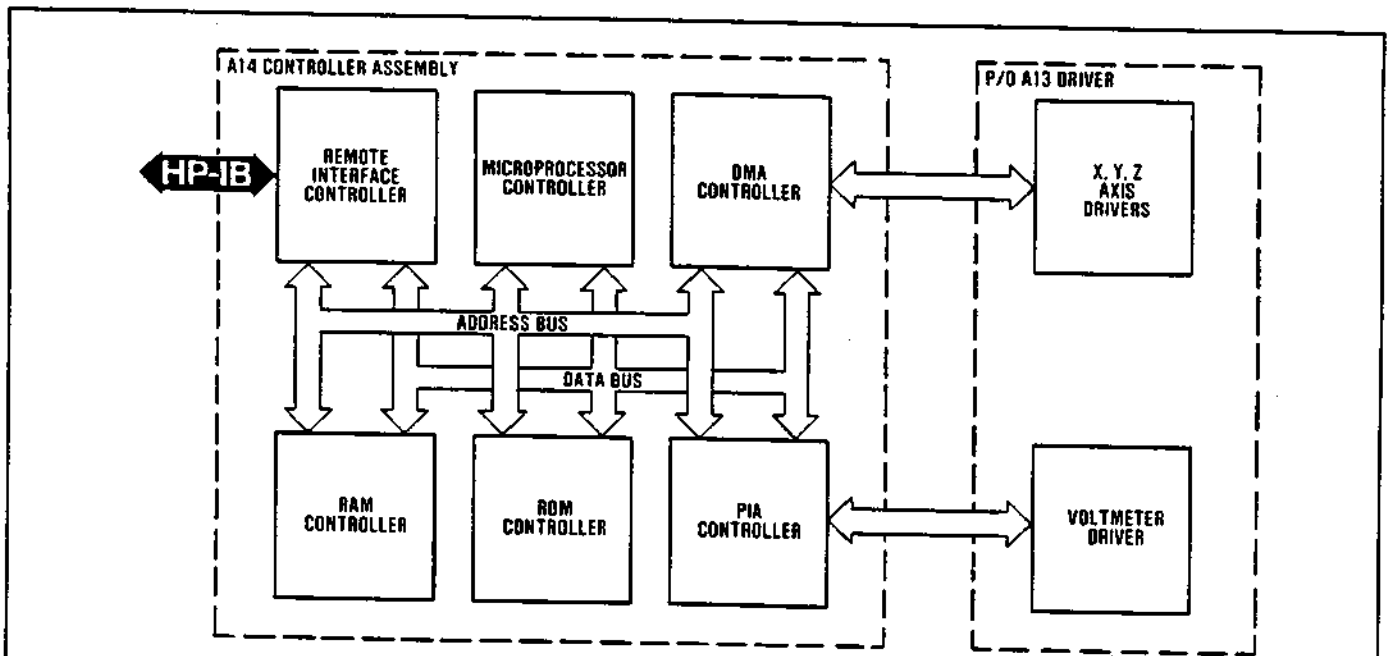 A14 CONTROLLER ASSEMBLY
P/O A13 DRIVER
HP-IB
REMOTE
INTERFACE
CONTROLLER
MICROPROCESSOR
CONTROLLER
DMA
CONTROLLER
X, Y, Z
AXIS
DRIVERS
ADDRESS BUS
DATA BUS
RAM
CONTROLLER
ROM
CONTROLLER
PIA
CONTROLLER
VOLTMETER
DRIVER